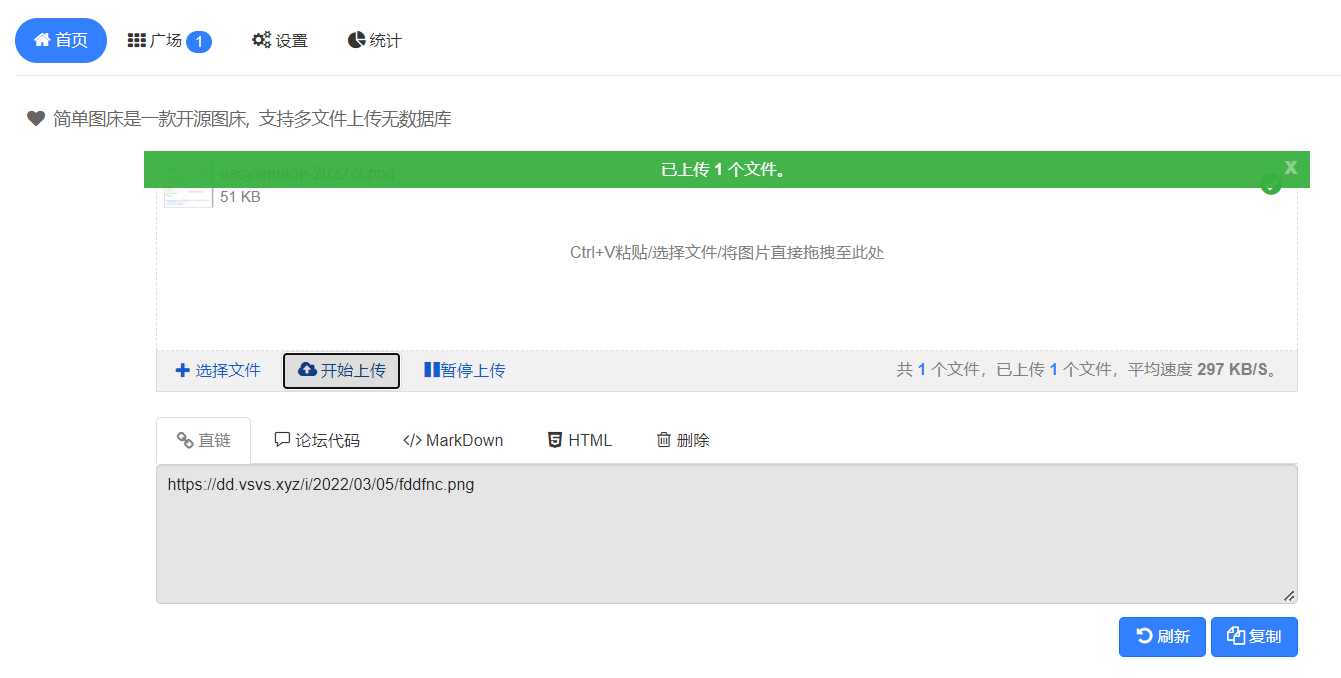 首页 广场 1 设置 统计
简单图床是一款开源图床, 支持多文件上传无数据库
已上传 1 个文件。 X
easyiamage-2022-3.png
51 KB
Ctrl+V粘贴/选择文件/将图片直接拖拽至此处
选择文件 开始上传 暂停上传 共 1 个文件，已上传 1 个文件，平均速度 297 KB/S。
直链 论坛代码 </> MarkDown HTML 删除
https://dd.vsvs.xyz/i/2022/03/05/fddfnc.png
刷新 复制